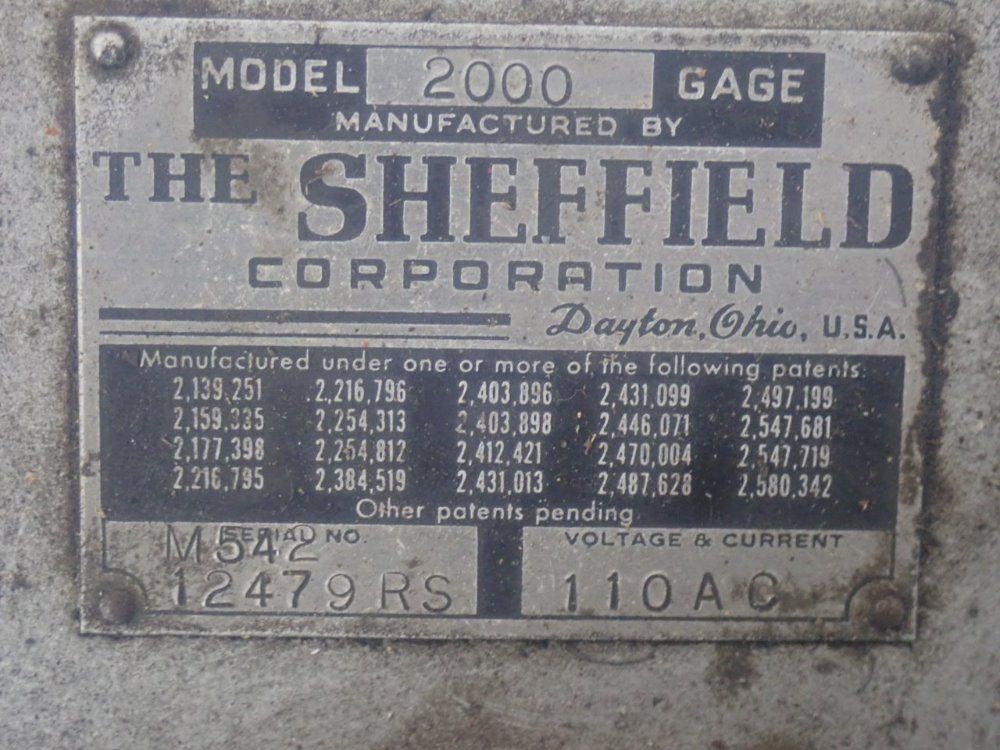 MODEL 2000 GAGE
MANUFACTURED BY
THE SHEFFIELD
CORPORATION
Dayton, Ohio, U.S.A.
Manufactured under one or more of the following patents:
2,139,251 2,216,796 2,403,896 2,431,099 2,497,199
2,159,335 2,254,313 2,403,898 2,446,071 2,547,681
2,177,398 2,254,812 2,412,421 2,470,004 2,547,719
2,216,795 2,384,519 2,431,013 2,487,628 2,580,342
Other patents pending
SERIAL NO. VOLTAGE & CURRENT
M542
12479RS 110AC